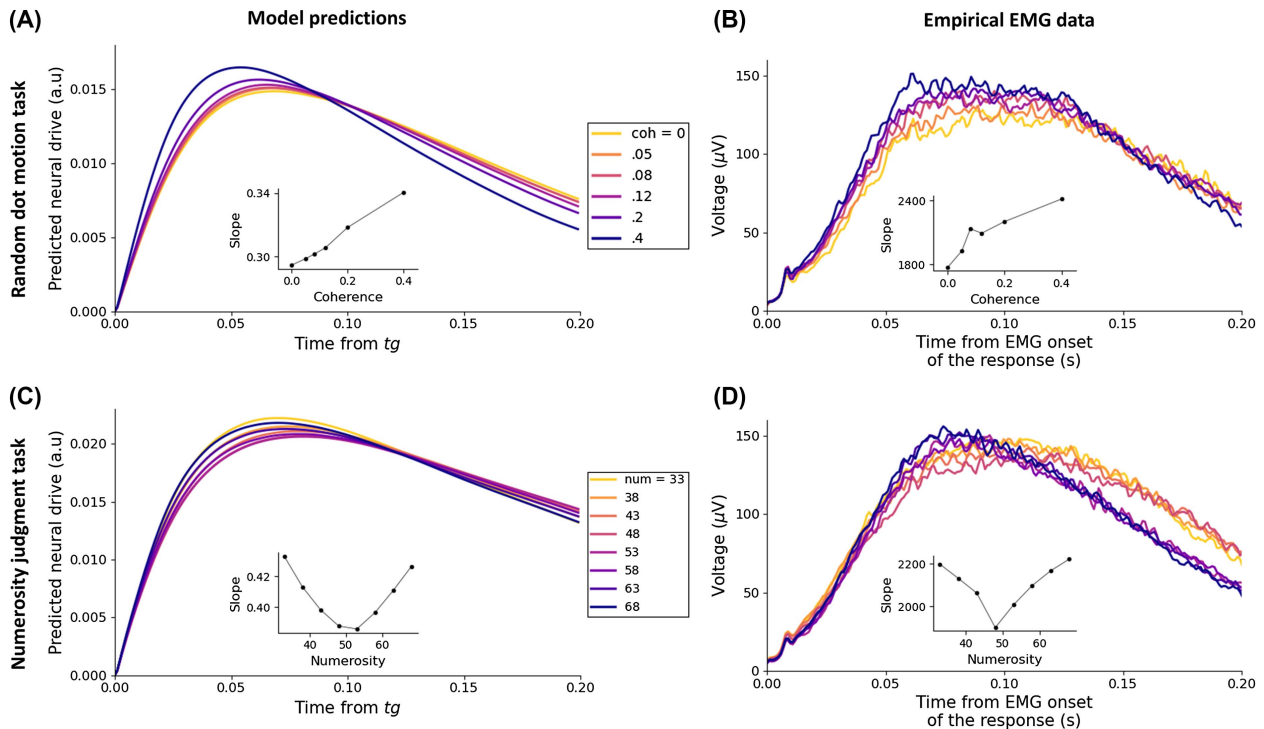 (A)
Model predictions
(B)
Empirical EMG data
Random dot motion task
Predicted neural drive (a.u)
0.015
0.010
0.005
0.000
0.00
0.05
0.10
0.15
0.20
Time from tg
0.34
0.30
Slope
0.0
0.2
0.4
Coherence
coh = 0
.05
.08
.12
.2
.4
Voltage (μV)
150
100
50
0
0.00
0.05
0.10
0.15
0.20
Time from EMG onset
of the response (s)
2400
1800
Slope
0.0
0.2
0.4
Coherence
(C)
(D)
Numerosity judgment task
Predicted neural drive (a.u)
0.020
0.015
0.010
0.005
0.000
0.00
0.05
0.10
0.15
0.20
Time from tg
0.42
0.40
Slope
40
50
60
Numerosity
num = 33
38
43
48
53
58
63
68
Voltage (μV)
150
100
50
0
0.00
0.05
0.10
0.15
0.20
Time from EMG onset
of the response (s)
2200
2000
Slope
40
60
Numerosity